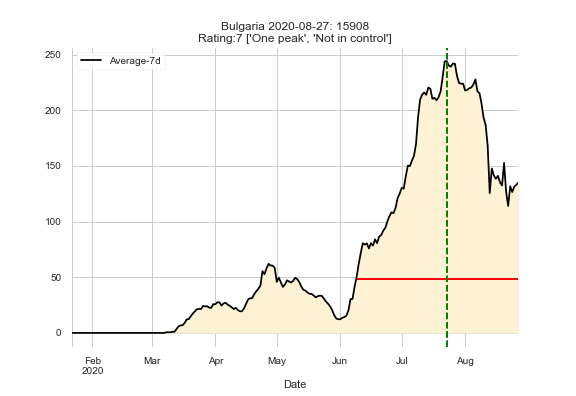 Bulgaria 2020-08-27: 15908
Rating:7 ['One peak', 'Not in control']
250
Average-7d
200
150
100
50
0
Feb Mar Apr May Jun Jul Aug
2020
Date